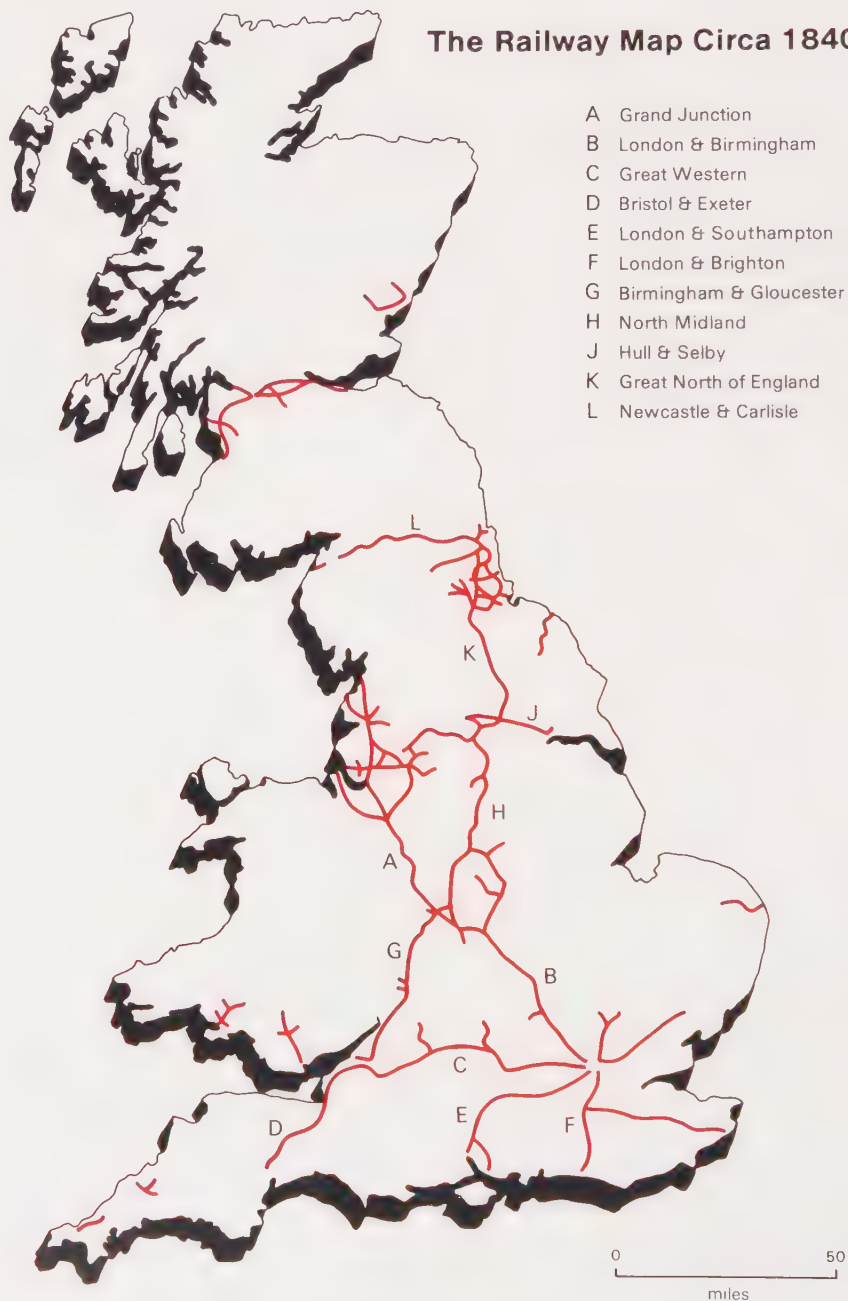 The Railway Map Circa 1840
A Grand Junction
B London & Birmingham
C Great Western
D Bristol & Exeter
E London & Southampton
F London & Brighton
G Birmingham & Gloucester
H North Midland
J Hull & Selby
K Great North of England
L Newcastle & Carlisle
L
K
J
H
A
G
B
C
D
E
F
0 50
miles